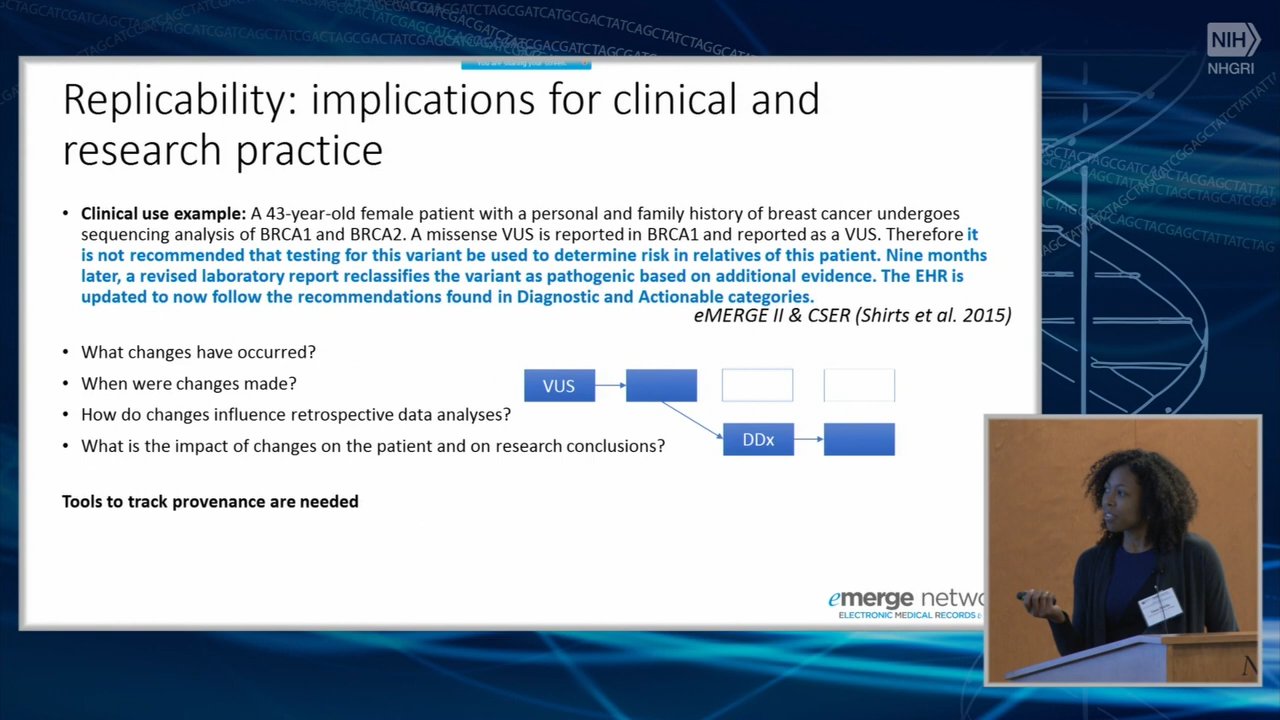 NIH
NHGRI
You are sharing your screen.
Replicability: implications for clinical and
research practice
• Clinical use example: A 43-year-old female patient with a personal and family history of breast cancer undergoes
sequencing analysis of BRCA1 and BRCA2. A missense VUS is reported in BRCA1 and reported as a VUS. Therefore it
is not recommended that testing for this variant be used to determine risk in relatives of this patient. Nine months
later, a revised laboratory report reclassifies the variant as pathogenic based on additional evidence. The EHR is
updated to now follow the recommendations found in Diagnostic and Actionable categories.
eMERGE II & CSER (Shirts et al. 2015)
• What changes have occurred?
• When were changes made?
• How do changes influence retrospective data analyses?
• What is the impact of changes on the patient and on research conclusions?
VUS
DDx
Tools to track provenance are needed
emerge netwo
ELECTRONIC MEDICAL RECORDS &
N